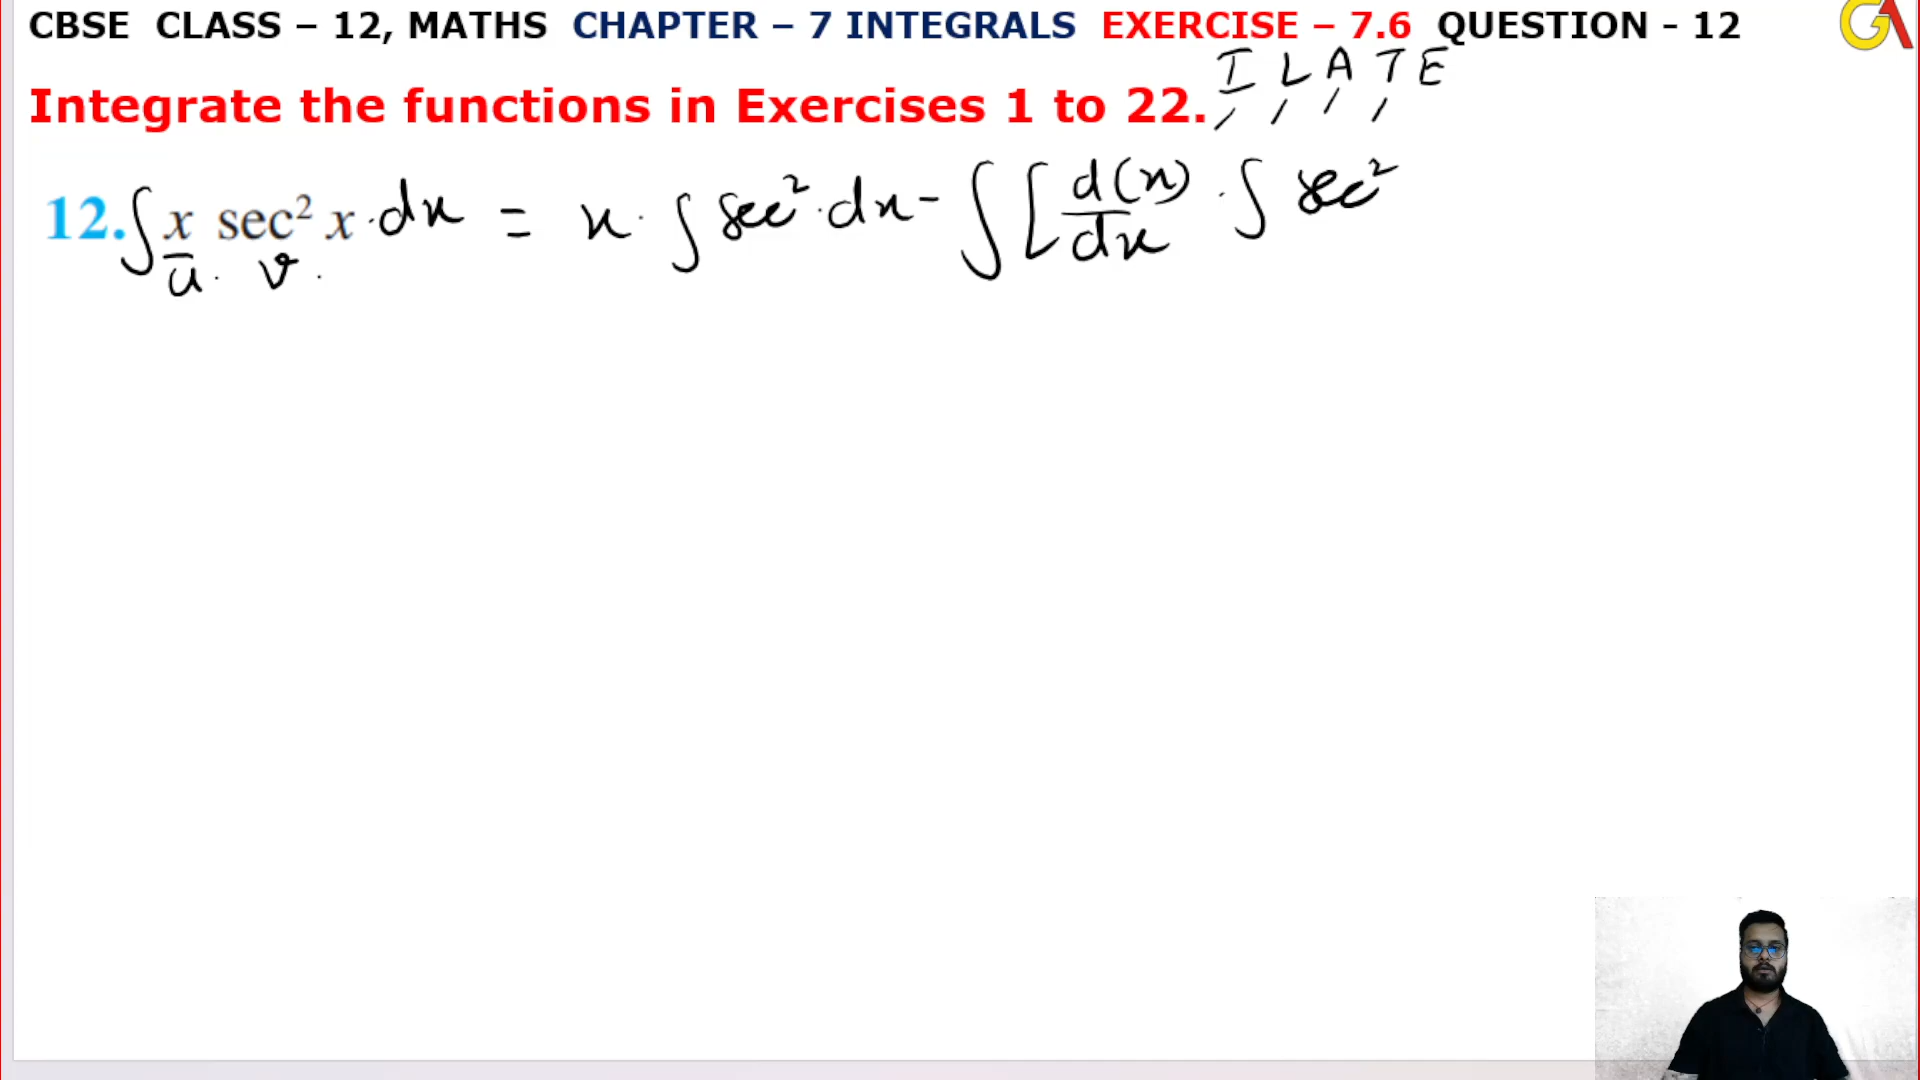 CBSE CLASS – 12, MATHS CHAPTER – 7 INTEGRALS EXERCISE – 7.6 QUESTION - 12
I L A T E
Integrate the functions in Exercises 1 to 22.
12. ∫ x sec² x · dx = x · ∫ sec² · dx - ∫ [ d(x)/dx · ∫ sec²
u . v .